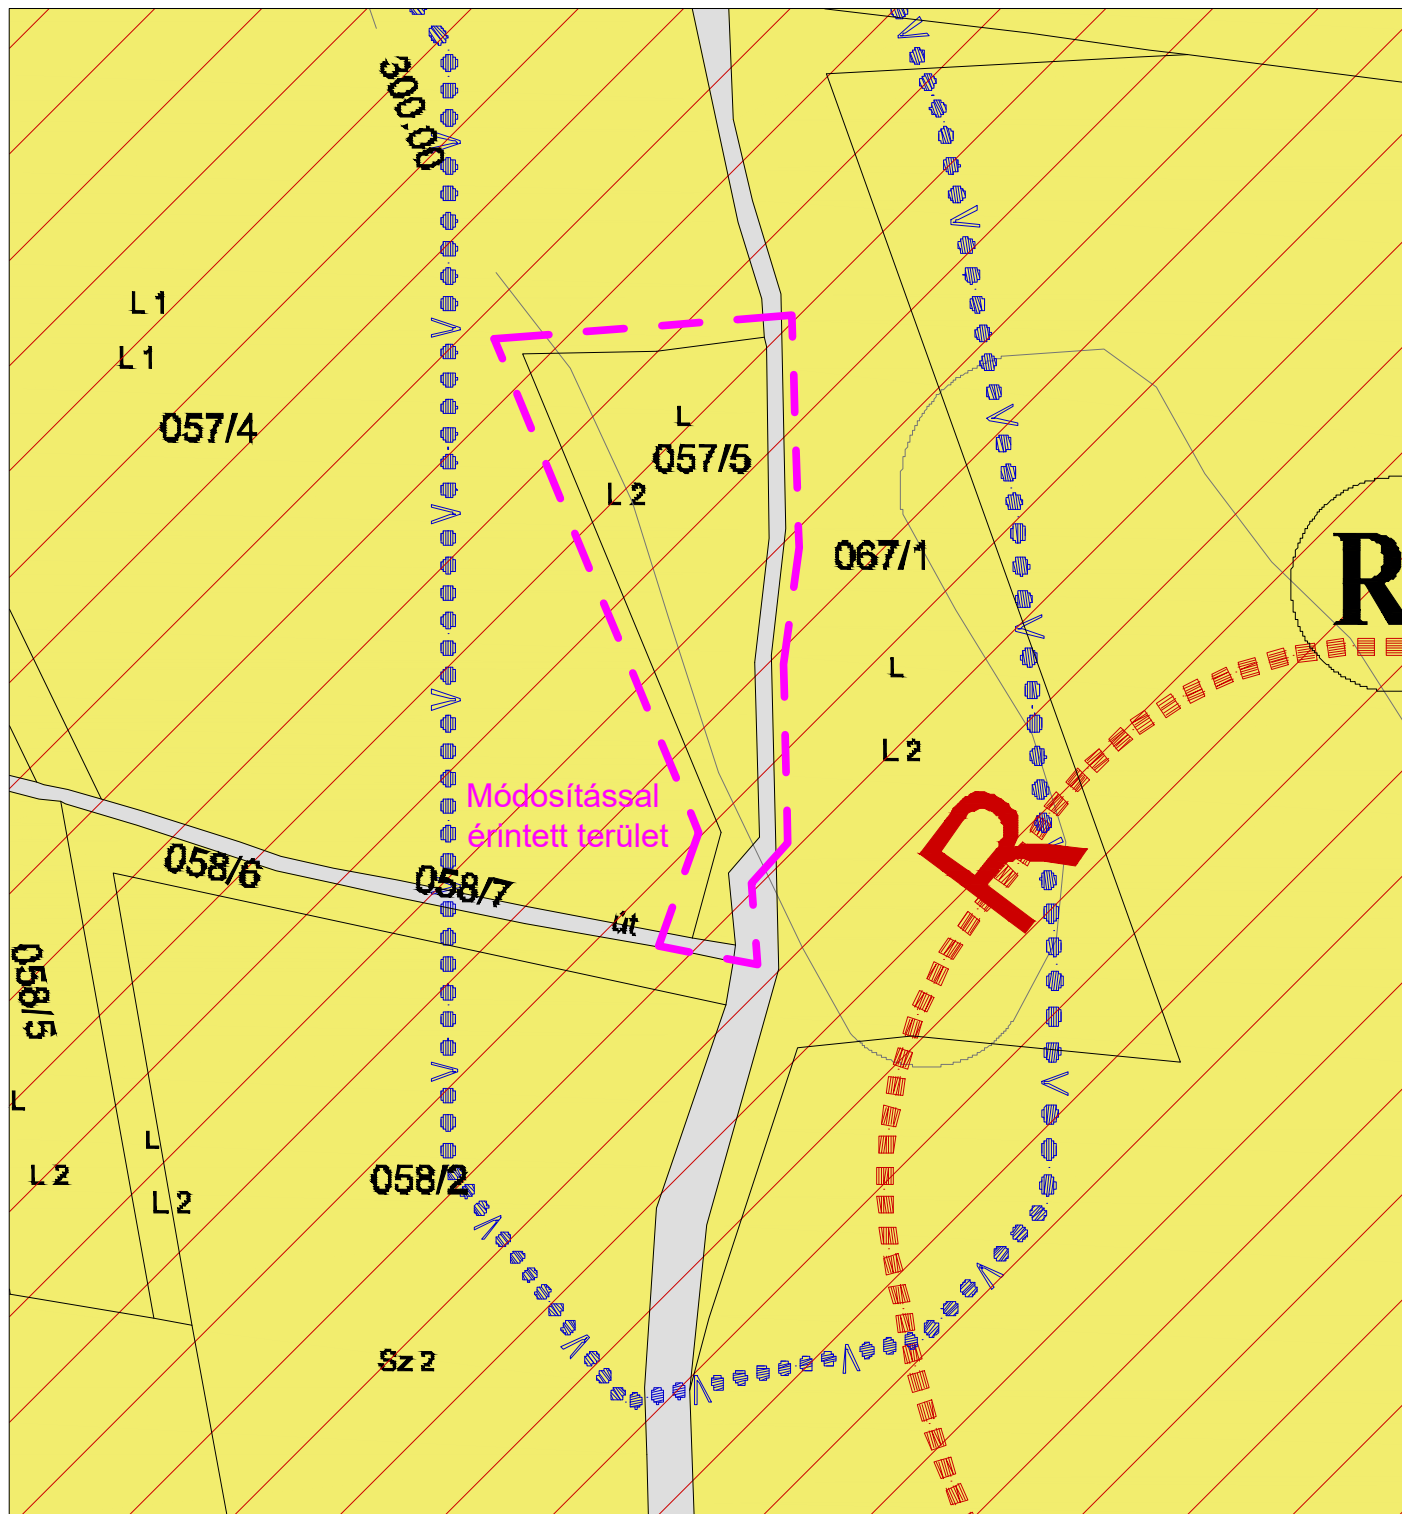 300,00
V
V
L 1
L 1
057/4
V
V
L
057/5
L 2
V
V
067/1
R
V
L
V
L 2
Módosítással
érintett terület
R
058/6
058/7
út
058/5
V
V
L
L
L 2
L 2
058/2
V
V
Sz 2
V
V
V